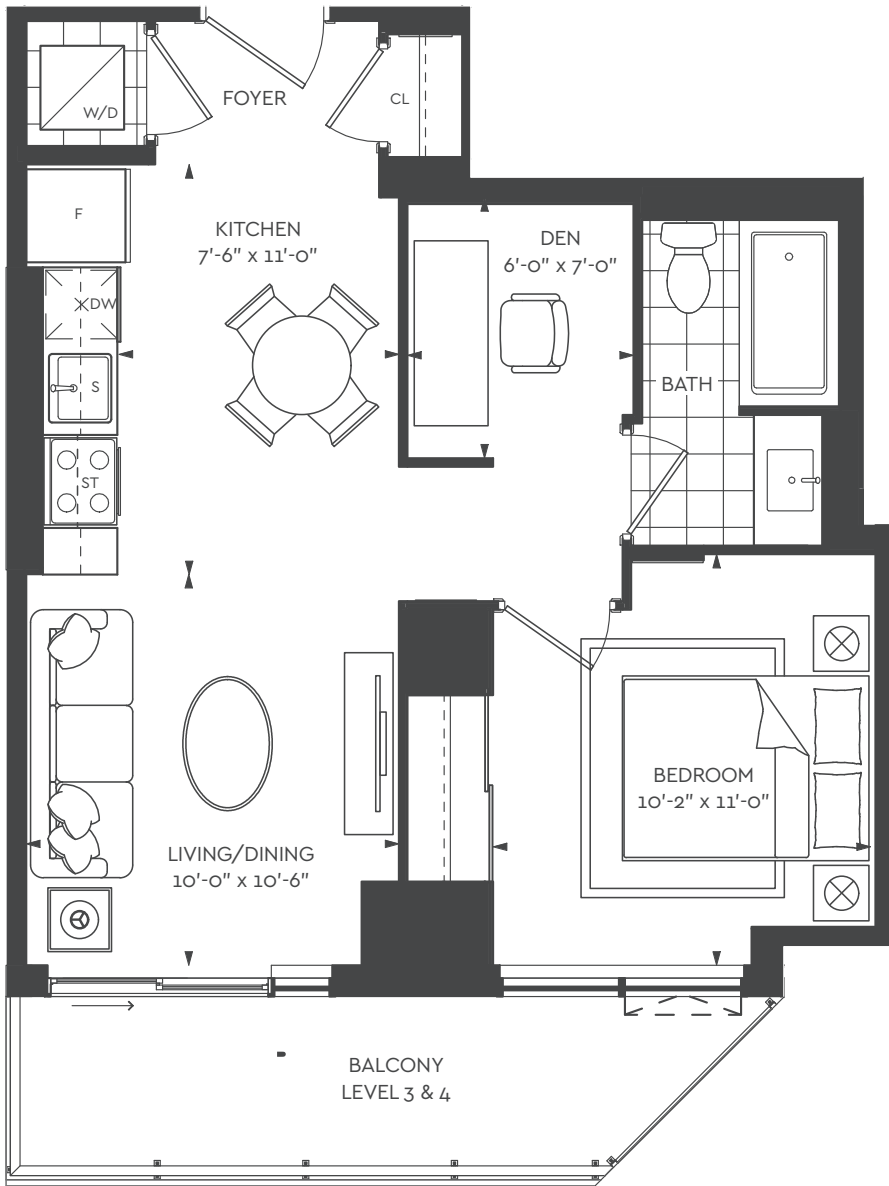 W/D
FOYER
CL
F
KITCHEN
7'-6" x 11'-0"
DEN
6'-0" x 7'-0"
DW
S
BATH
ST
BEDROOM
10'-2" x 11'-0"
LIVING/DINING
10'-0" x 10'-6"
BALCONY
LEVEL 3 & 4